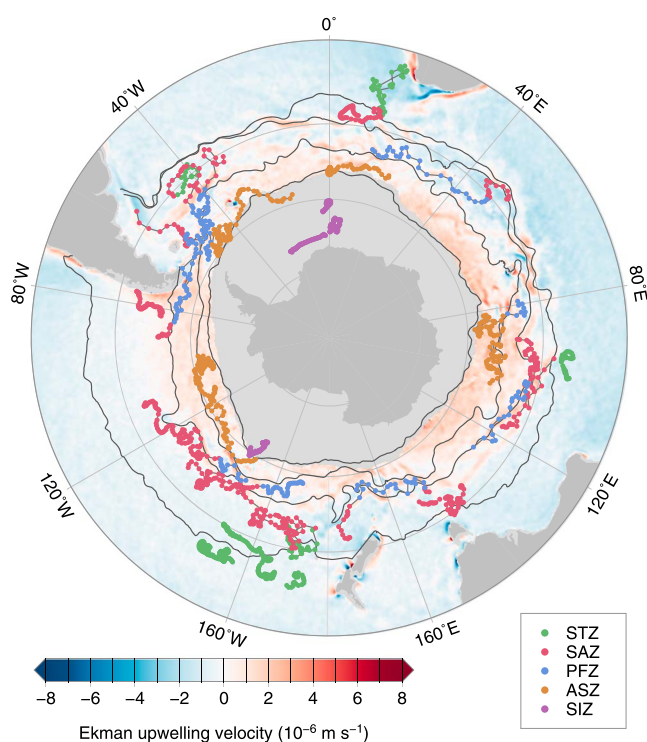 0°
40°W
40°E
80°W
80°E
120°W
120°E
160°W
160°E
STZ
SAZ
PFZ
ASZ
SIZ
−8 −6 −4 −2 0 2 4 6 8
Ekman upwelling velocity (10⁻⁶ m s⁻¹)